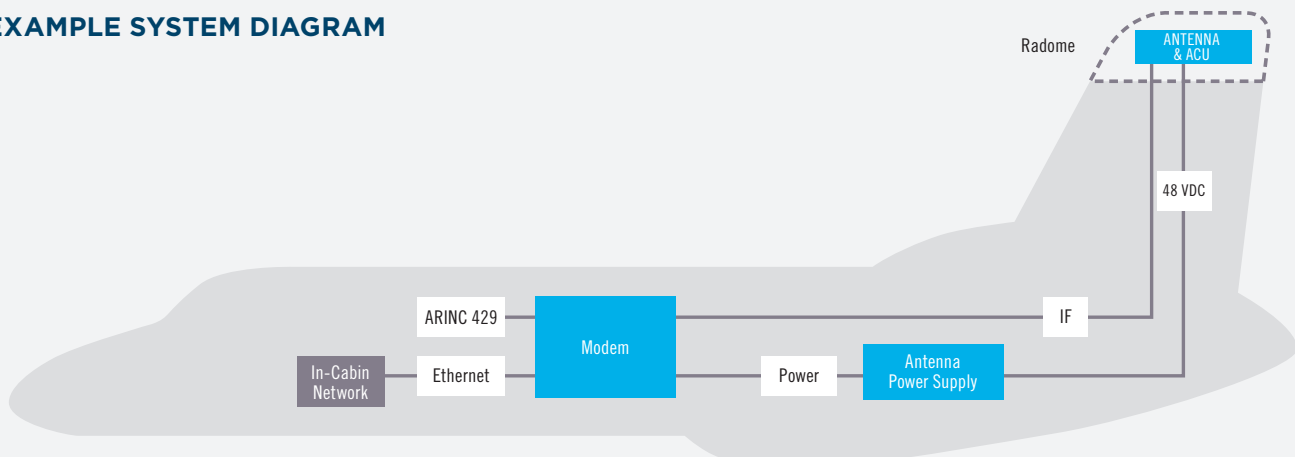 EXAMPLE SYSTEM DIAGRAM
Radome
ANTENNA
& ACU
48 VDC
ARINC 429
Modem
IF
In-Cabin
Network
Ethernet
Power
Antenna
Power Supply